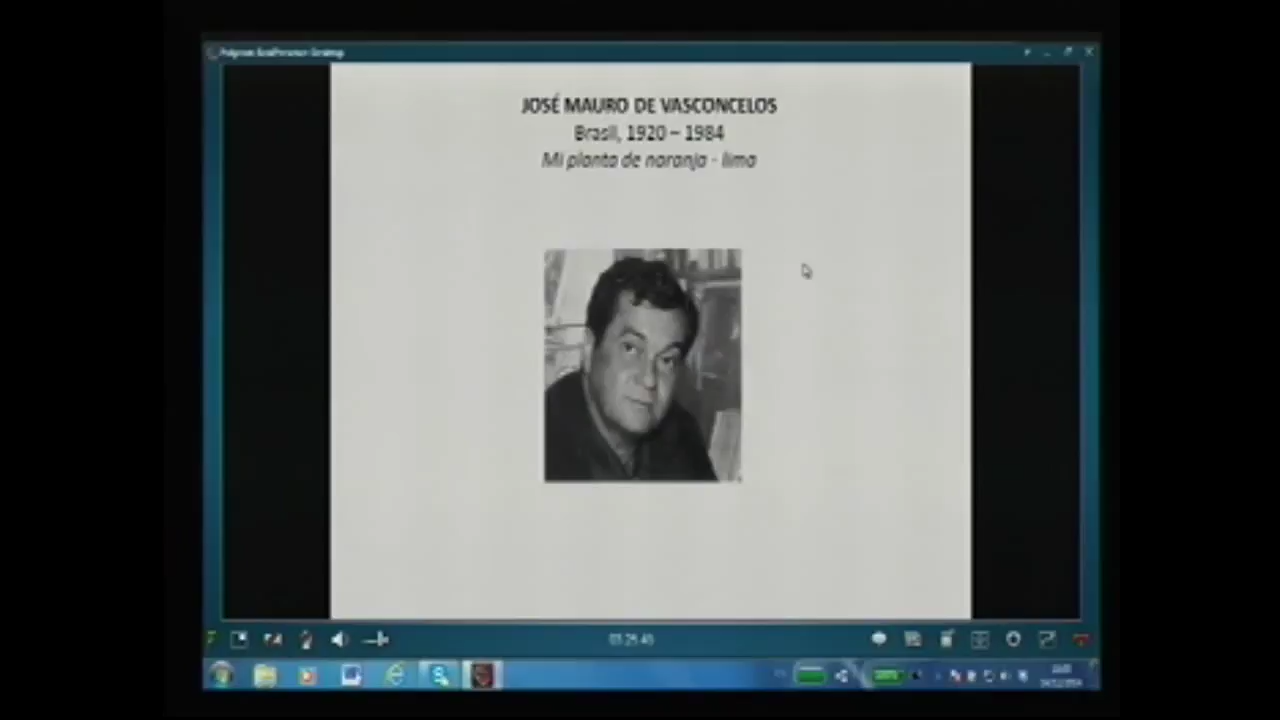 JOSÉ MAURO DE VASCONCELOS
Brasil, 1920 – 1984
Mi planta de naranja - lima